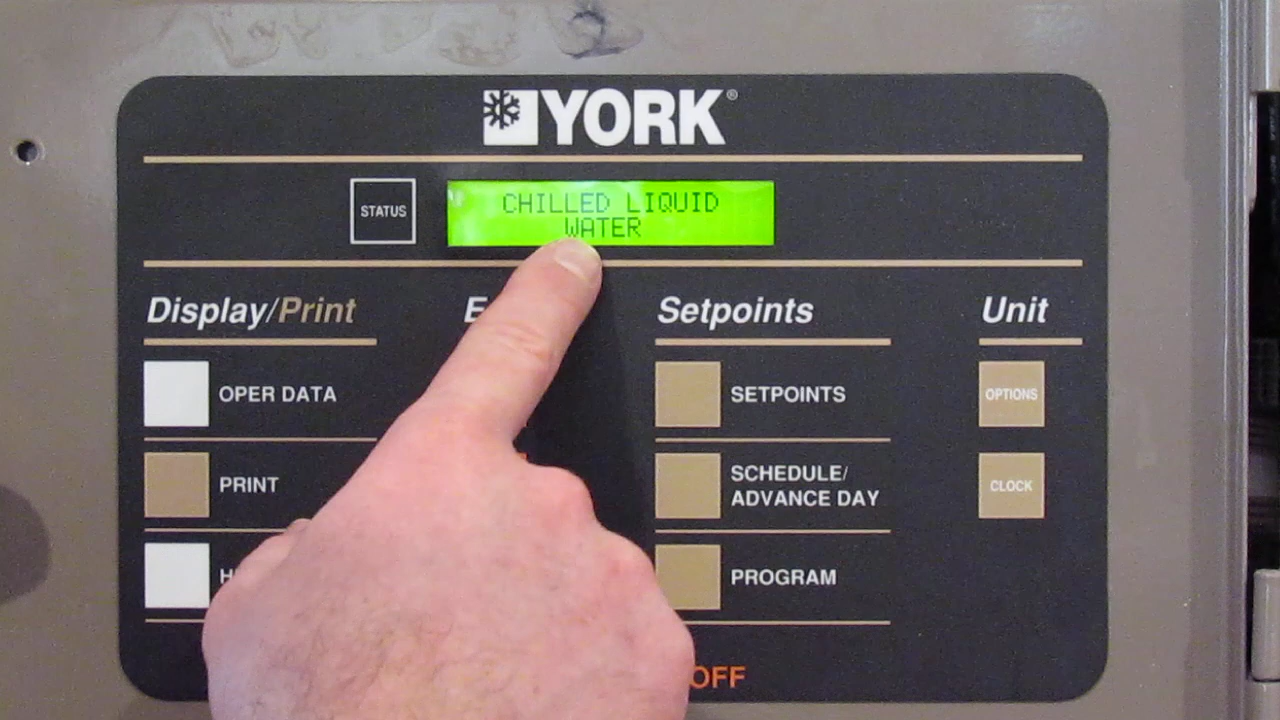 YORK®
STATUS
CHILLED LIQUID
WATER
Display/Print
E
Setpoints
Unit
OPER DATA
SETPOINTS
OPTIONS
PRINT
SCHEDULE/
ADVANCE DAY
CLOCK
H
PROGRAM
OFF